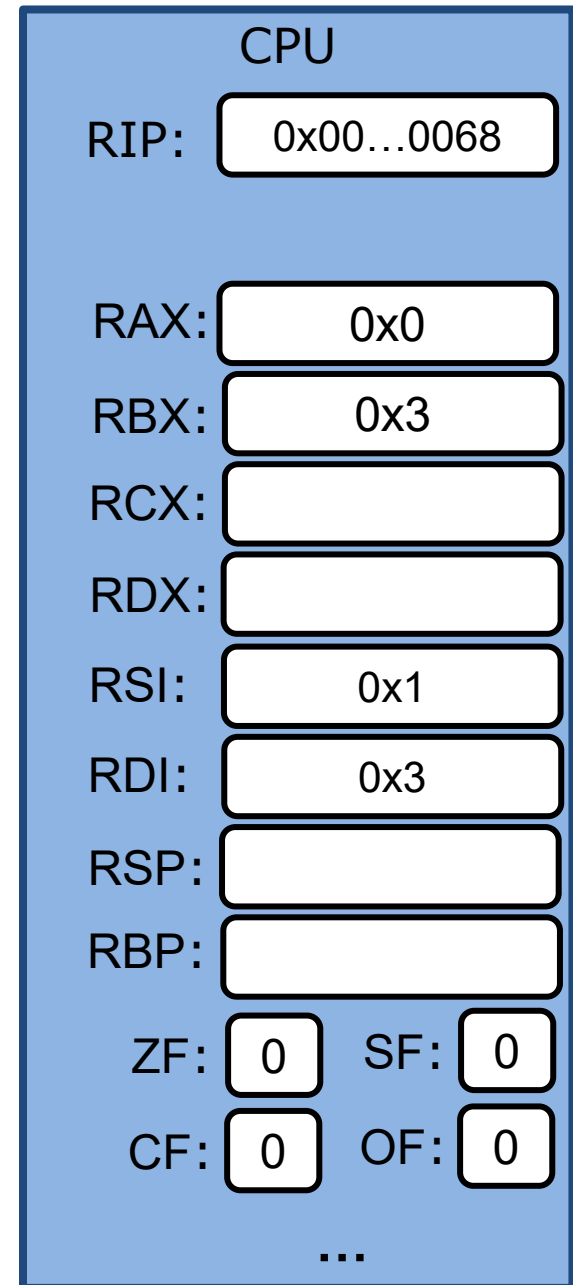 CPU
RIP: 0x00...0068
RAX: 0x0
RBX: 0x3
RCX:
RDX:
RSI: 0x1
RDI: 0x3
RSP:
RBP:
ZF: 0 SF: 0
CF: 0 OF: 0
...